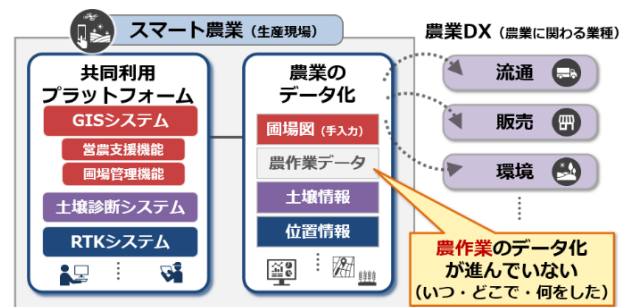 スマート農業（生産現場）
農業DX（農業に関わる業種）
共同利用
プラットフォーム
GISシステム
営農支援機能
圃場管理機能
土壌診断システム
RTKシステム
農業の
データ化
圃場図（手入力）
農作業データ
土壌情報
位置情報
流通
販売
環境
農作業のデータ化
が進んでいない
（いつ・どこで・何をした）